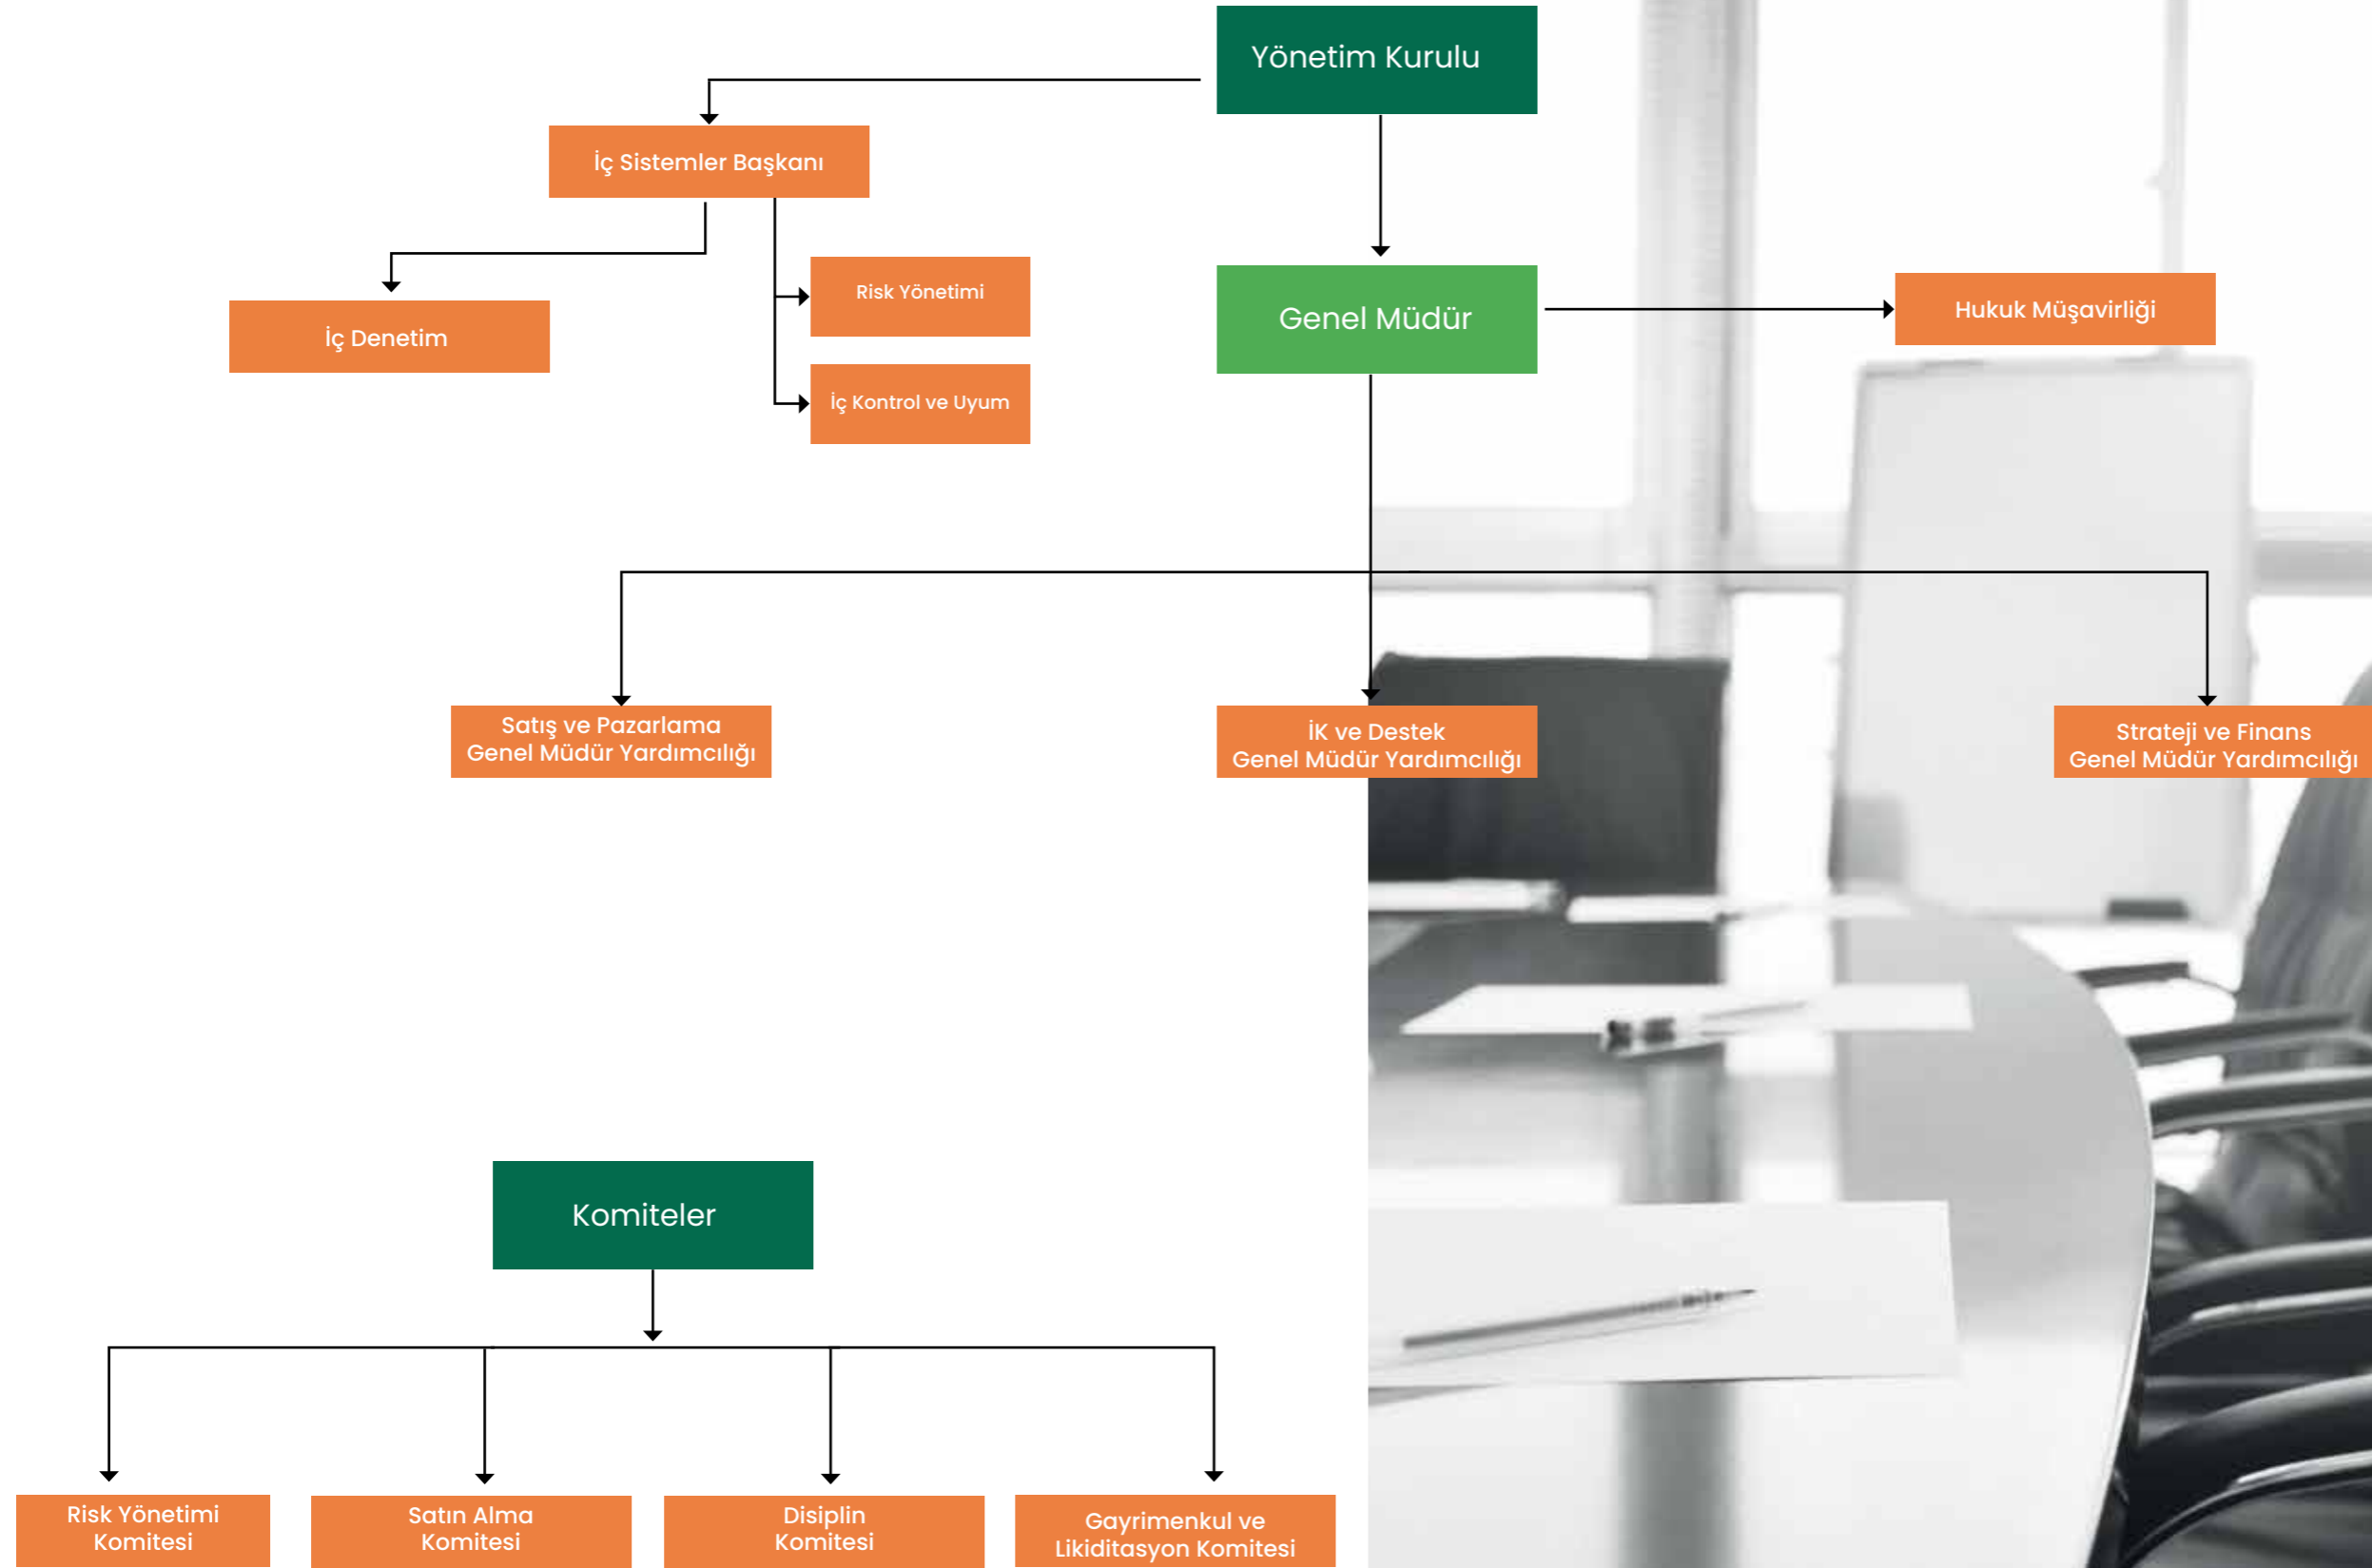 Yönetim Kurulu
İç Sistemler Başkanı
Risk Yönetimi
Genel Müdür
Hukuk Müşavirliği
İç Denetim
İç Kontrol ve Uyum
Satış ve Pazarlama
Genel Müdür Yardımcılığı
İK ve Destek
Genel Müdür Yardımcılığı
Strateji ve Finans
Genel Müdür Yardımcılığı
Komiteler
Risk Yönetimi
Komitesi
Satın Alma
Komitesi
Disiplin
Komitesi
Gayrimenkul ve
Likiditasyon Komitesi